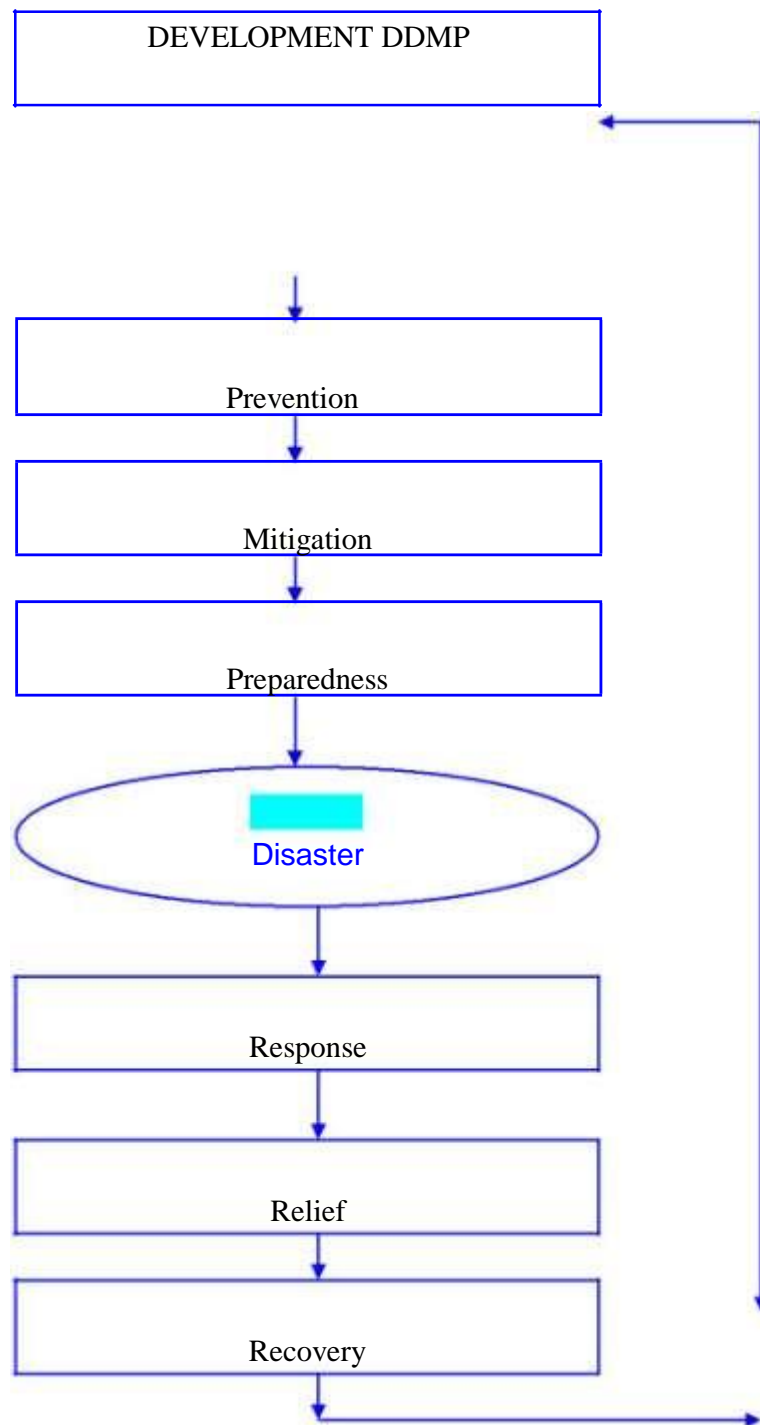 DEVELOPMENT DDMP
Prevention
Mitigation
Preparedness
Disaster
Response
Relief
Recovery